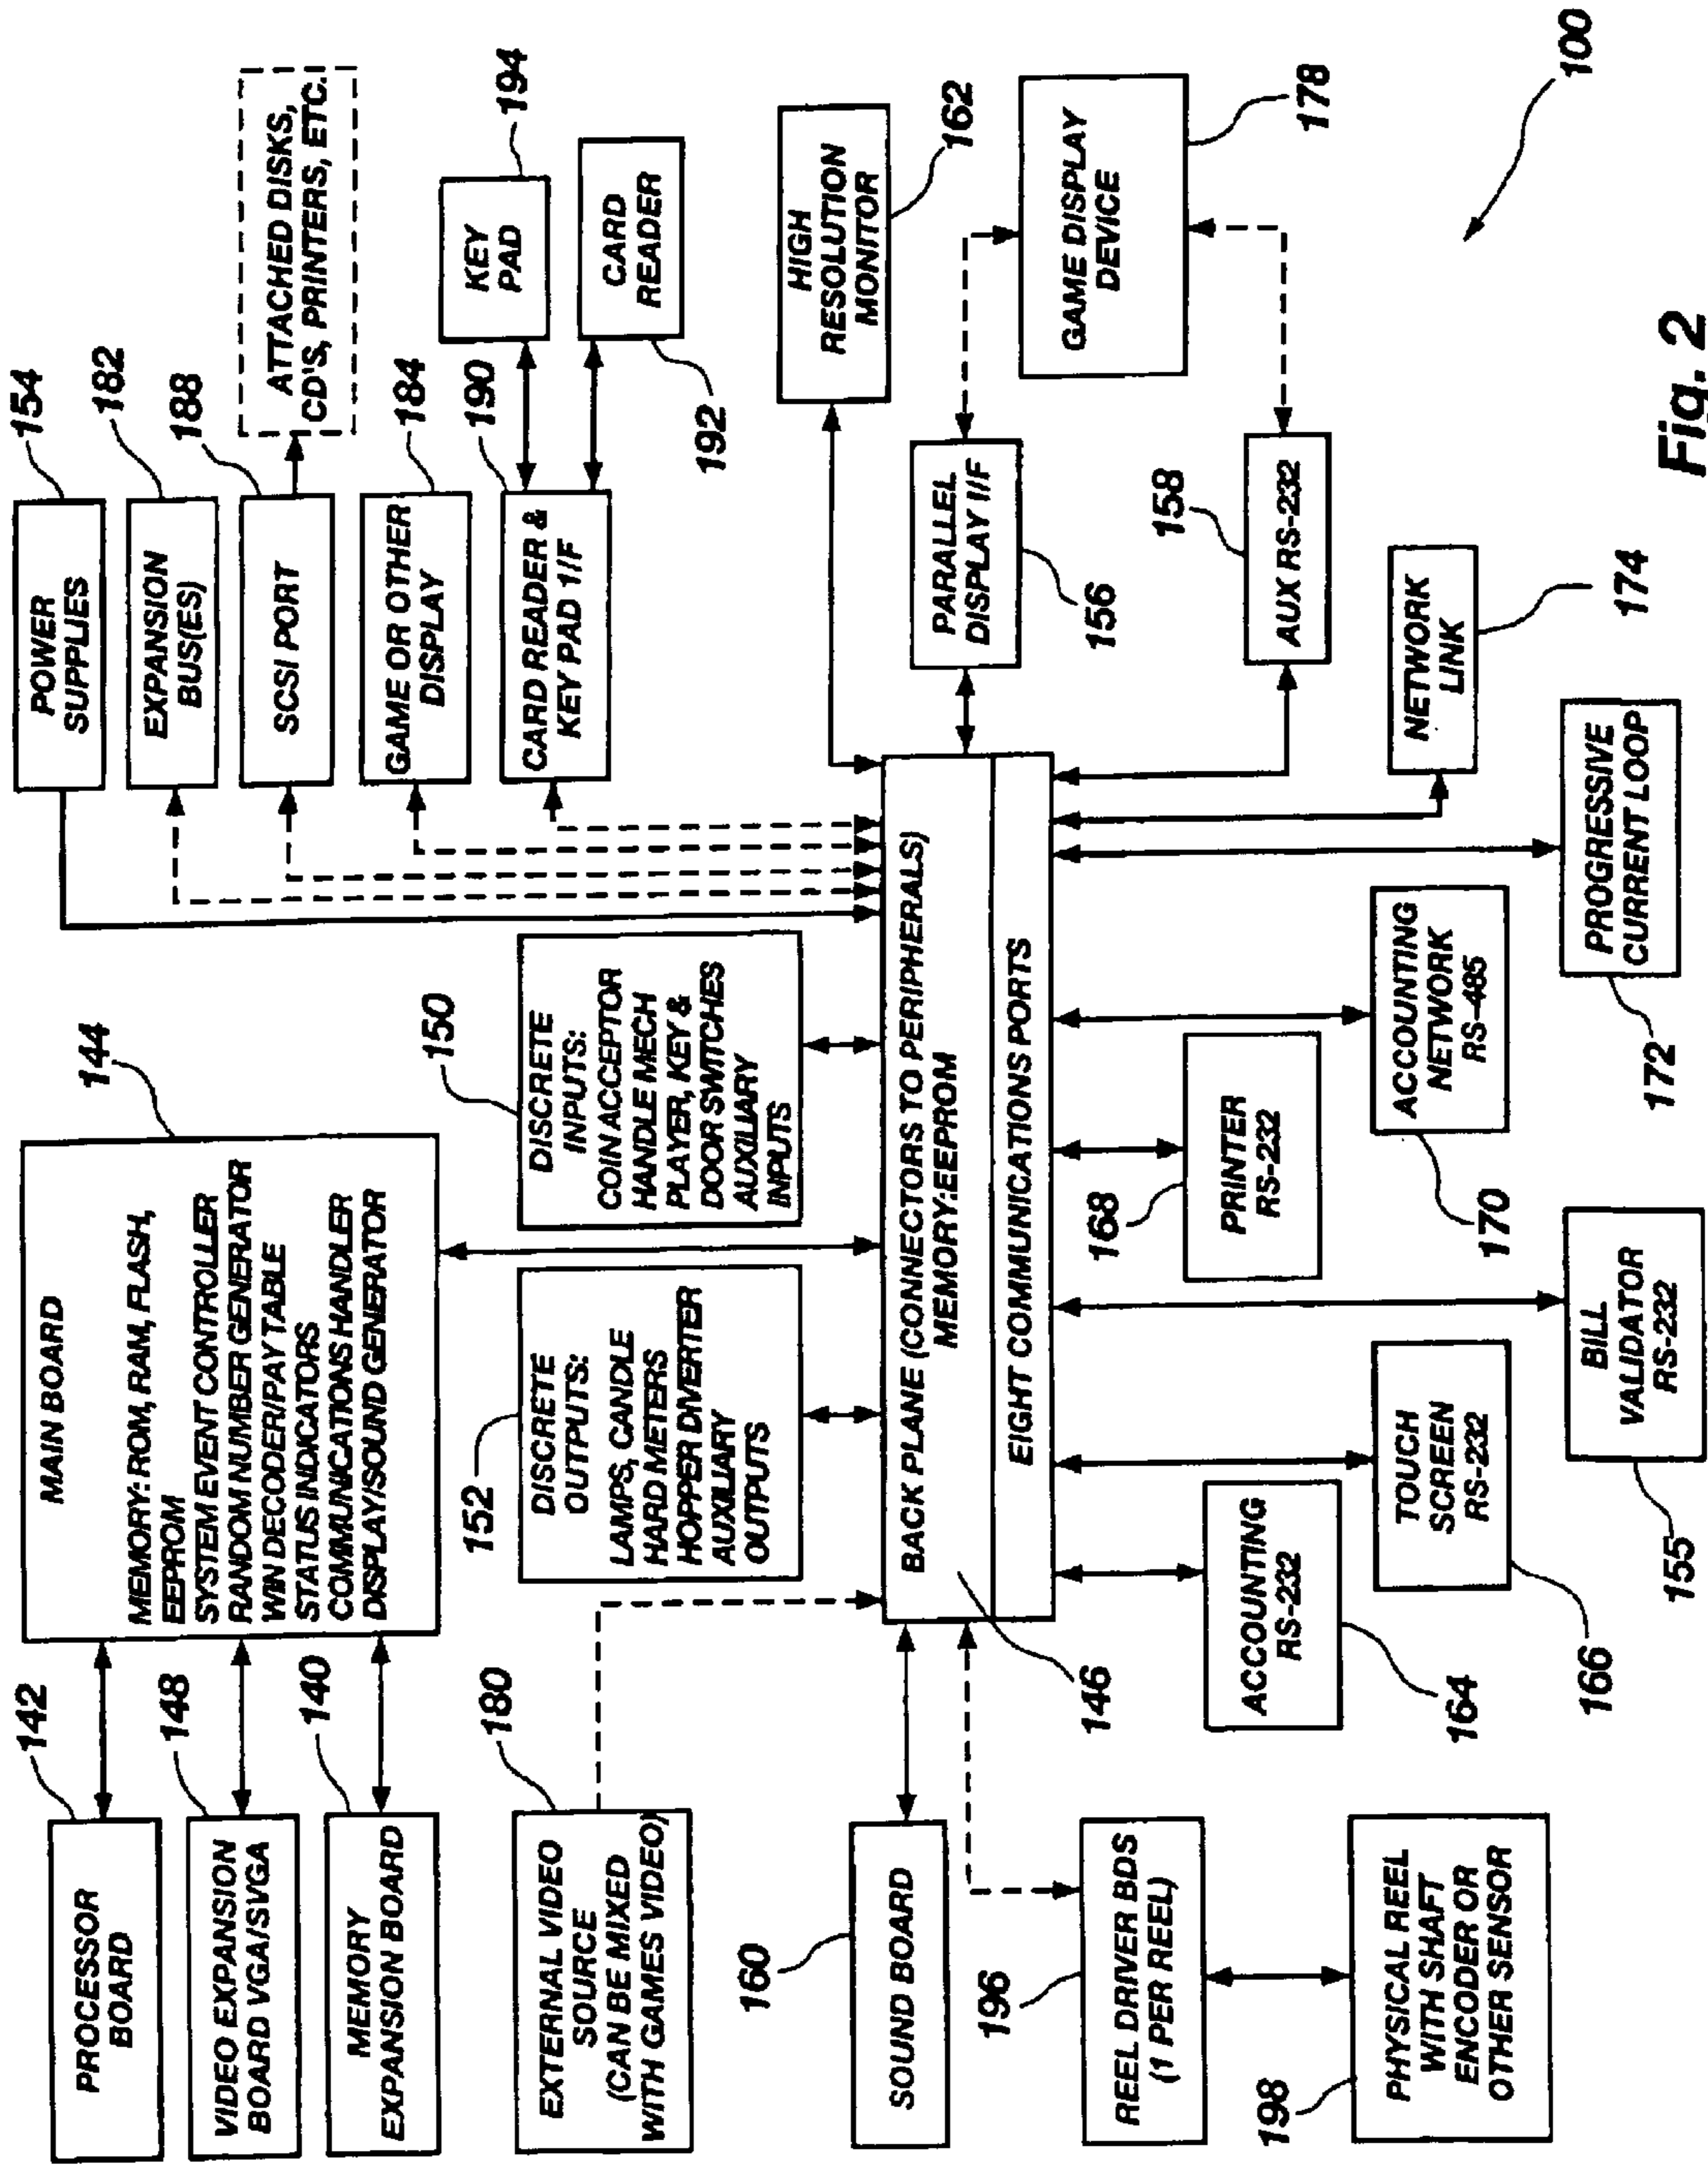 142
PROCESSOR
BOARD
148
VIDEO EXPANSION
BOARD VGA/SVGA
140
MEMORY
EXPANSION BOARD
144
MAIN BOARD
MEMORY: ROM, RAM, FLASH,
EEPROM
SYSTEM EVENT CONTROLLER
RANDOM NUMBER GENERATOR
WIN DECODER/PAY TABLE
STATUS INDICATORS
COMMUNICATIONS HANDLER
DISPLAY/SOUND GENERATOR
154
POWER
SUPPLIES
182
EXPANSION
BUS(ES)
188
SCSI PORT
ATTACHED DISKS,
CD'S, PRINTERS, ETC.
184
GAME OR OTHER
DISPLAY
190
CARD READER &
KEY PAD 1/F
194
KEY
PAD
CARD
READER
192
180
EXTERNAL VIDEO
SOURCE
(CAN BE MIXED
WITH GAMES VIDEO)
152
DISCRETE
OUTPUTS:
LAMPS, CANDLE
HARD METERS
HOPPER DIVERTER
AUXILIARY
OUTPUTS
150
DISCRETE
INPUTS:
COIN ACCEPTOR
HANDLE MECH
PLAYER, KEY &
DOOR SWITCHES
AUXILIARY
INPUTS
HIGH
RESOLUTION
MONITOR
162
160
SOUND BOARD
BACK PLANE (CONNECTORS TO PERIPHERALS)
MEMORY:EEPROM
EIGHT COMMUNICATIONS PORTS
146
PARALLEL
DISPLAY I/F
156
GAME DISPLAY
DEVICE
178
196
REEL DRIVER BDS
(1 PER REEL)
198
PHYSICAL REEL
WITH SHAFT
ENCODER OR
OTHER SENSOR
ACCOUNTING
RS-232
164
TOUCH
SCREEN
RS-232
166
BILL
VALIDATOR
RS-232
155
168
PRINTER
RS-232
ACCOUNTING
NETWORK
RS-485
170
PROGRESSIVE
CURRENT LOOP
172
NETWORK
LINK
174
158
AUX RS-232
100
Fig. 2